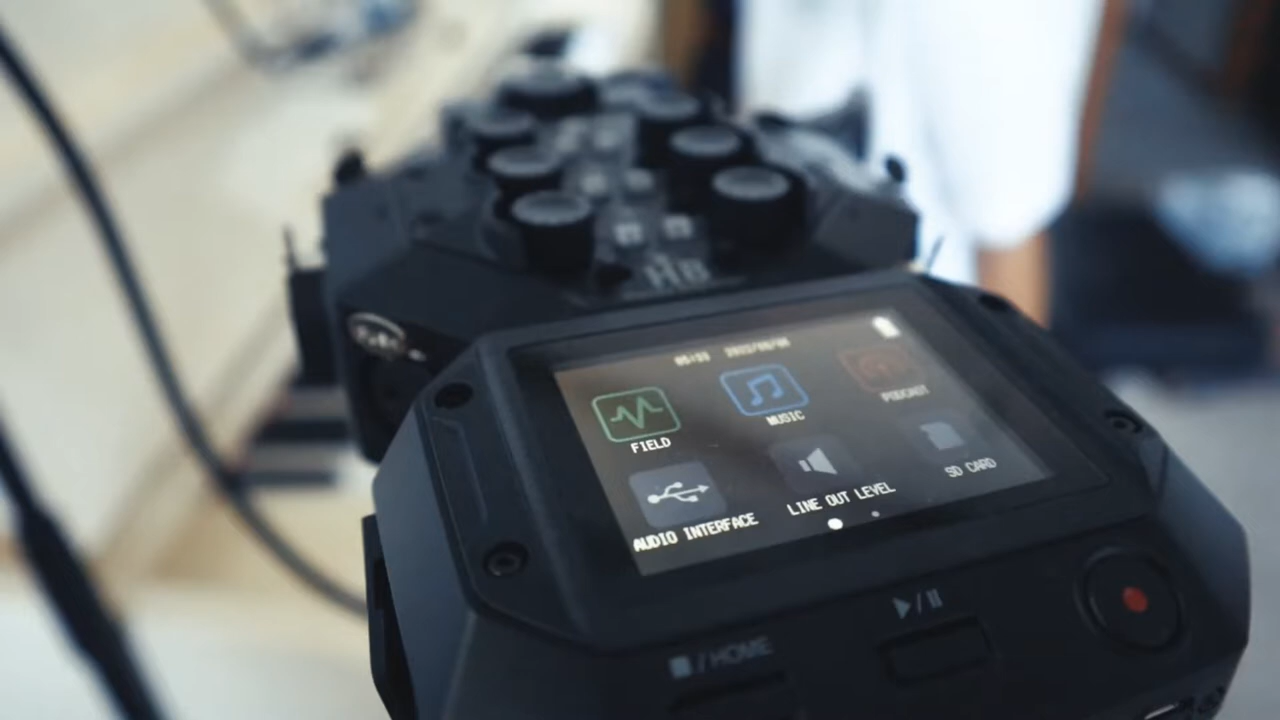 H8
FIELD
MUSIC
PODCAST
AUDIO INTERFACE
LINE OUT LEVEL
SD CARD
/ HOME